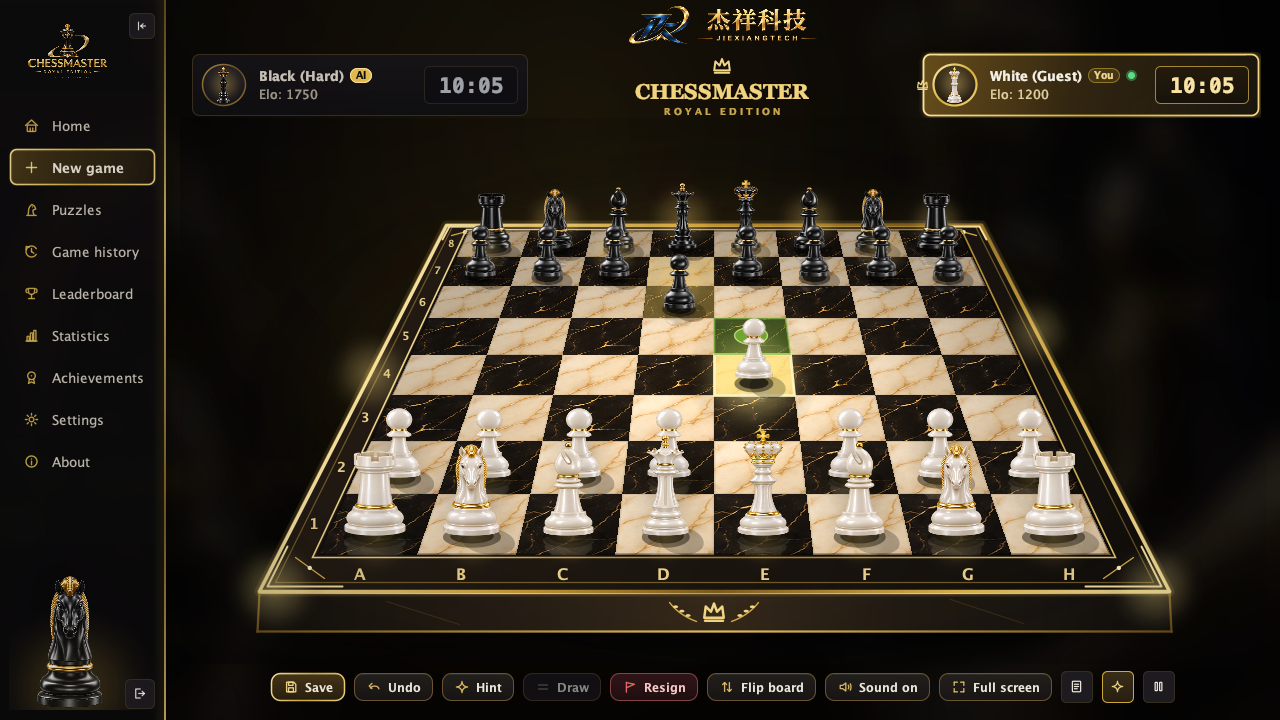 杰祥科技
JIEXIANGTECH
CHESSMASTER
ROYAL EDITION
Black (Hard) AI
Elo: 1750
10:05
CHESSMASTER
ROYAL EDITION
White (Guest) You
Elo: 1200
10:05
Home
New game
Puzzles
Game history
Leaderboard
Statistics
Achievements
Settings
About
8
7
6
5
4
3
2
1
A B C D E F G H
Save Undo Hint Draw Resign Flip board Sound on Full screen